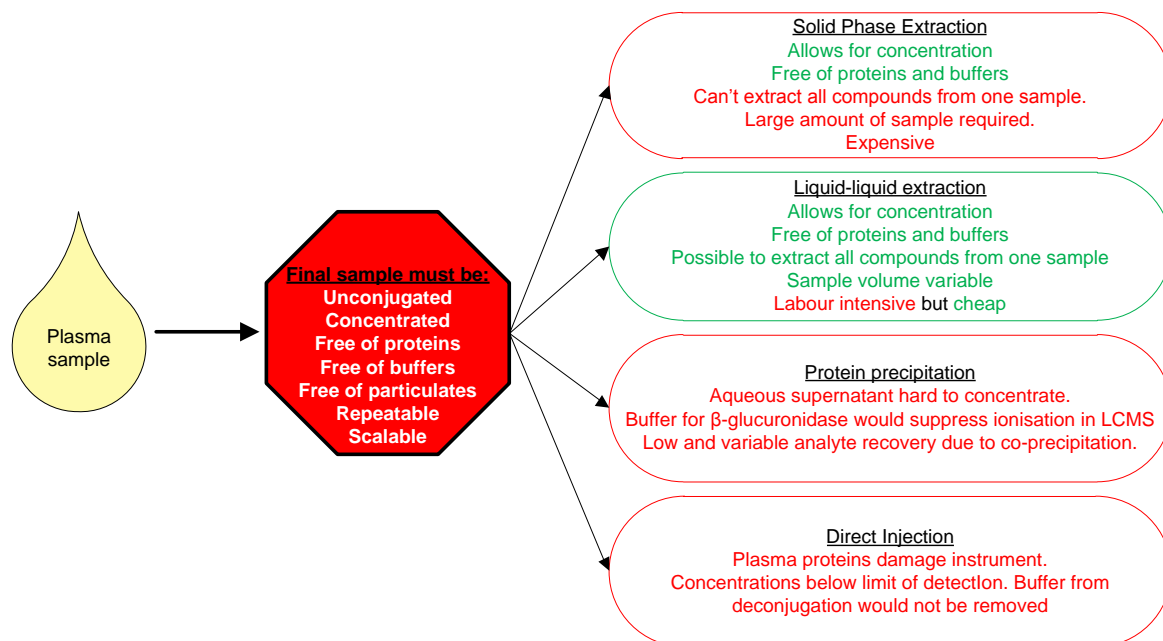 Plasma
sample
Final sample must be:
Unconjugated
Concentrated
Free of proteins
Free of buffers
Free of particulates
Repeatable
Scalable
Solid Phase Extraction
Allows for concentration
Free of proteins and buffers
Can't extract all compounds from one sample.
Large amount of sample required.
Expensive
Liquid-liquid extraction
Allows for concentration
Free of proteins and buffers
Possible to extract all compounds from one sample
Sample volume variable
Labour intensive but cheap
Protein precipitation
Aqueous supernatant hard to concentrate.
Buffer for β-glucuronidase would suppress ionisation in LCMS
Low and variable analyte recovery due to co-precipitation.
Direct Injection
Plasma proteins damage instrument.
Concentrations below limit of detectIon. Buffer from
deconjugation would not be removed